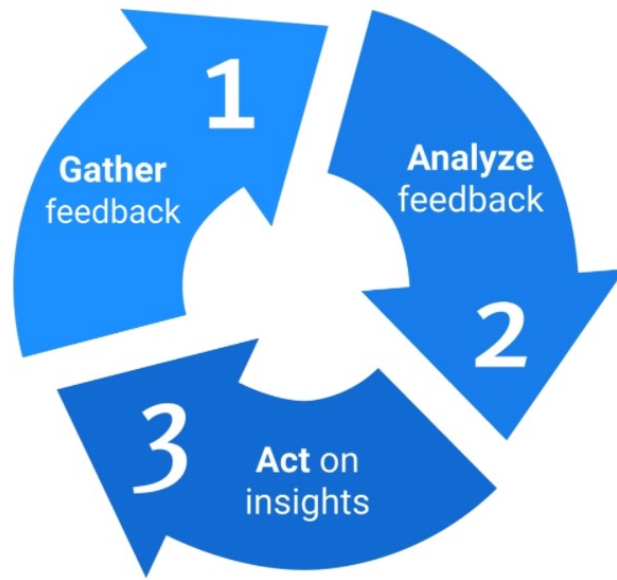 1
Gather
feedback
Analyze
feedback
2
3
Act on
insights